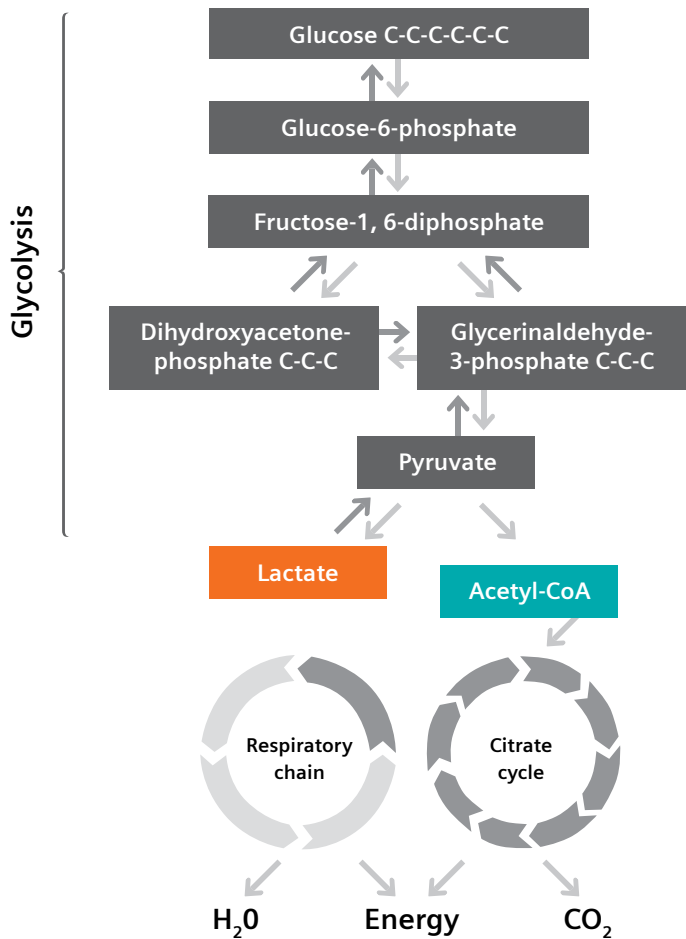 Glycolysis
Glucose C-C-C-C-C-C
Glucose-6-phosphate
Fructose-1, 6-diphosphate
Dihydroxyacetone-
phosphate C-C-C
Glycerinaldehyde-
3-phosphate C-C-C
Pyruvate
Lactate
Acetyl-CoA
Respiratory
chain
Citrate
cycle
H₂0
Energy
CO₂